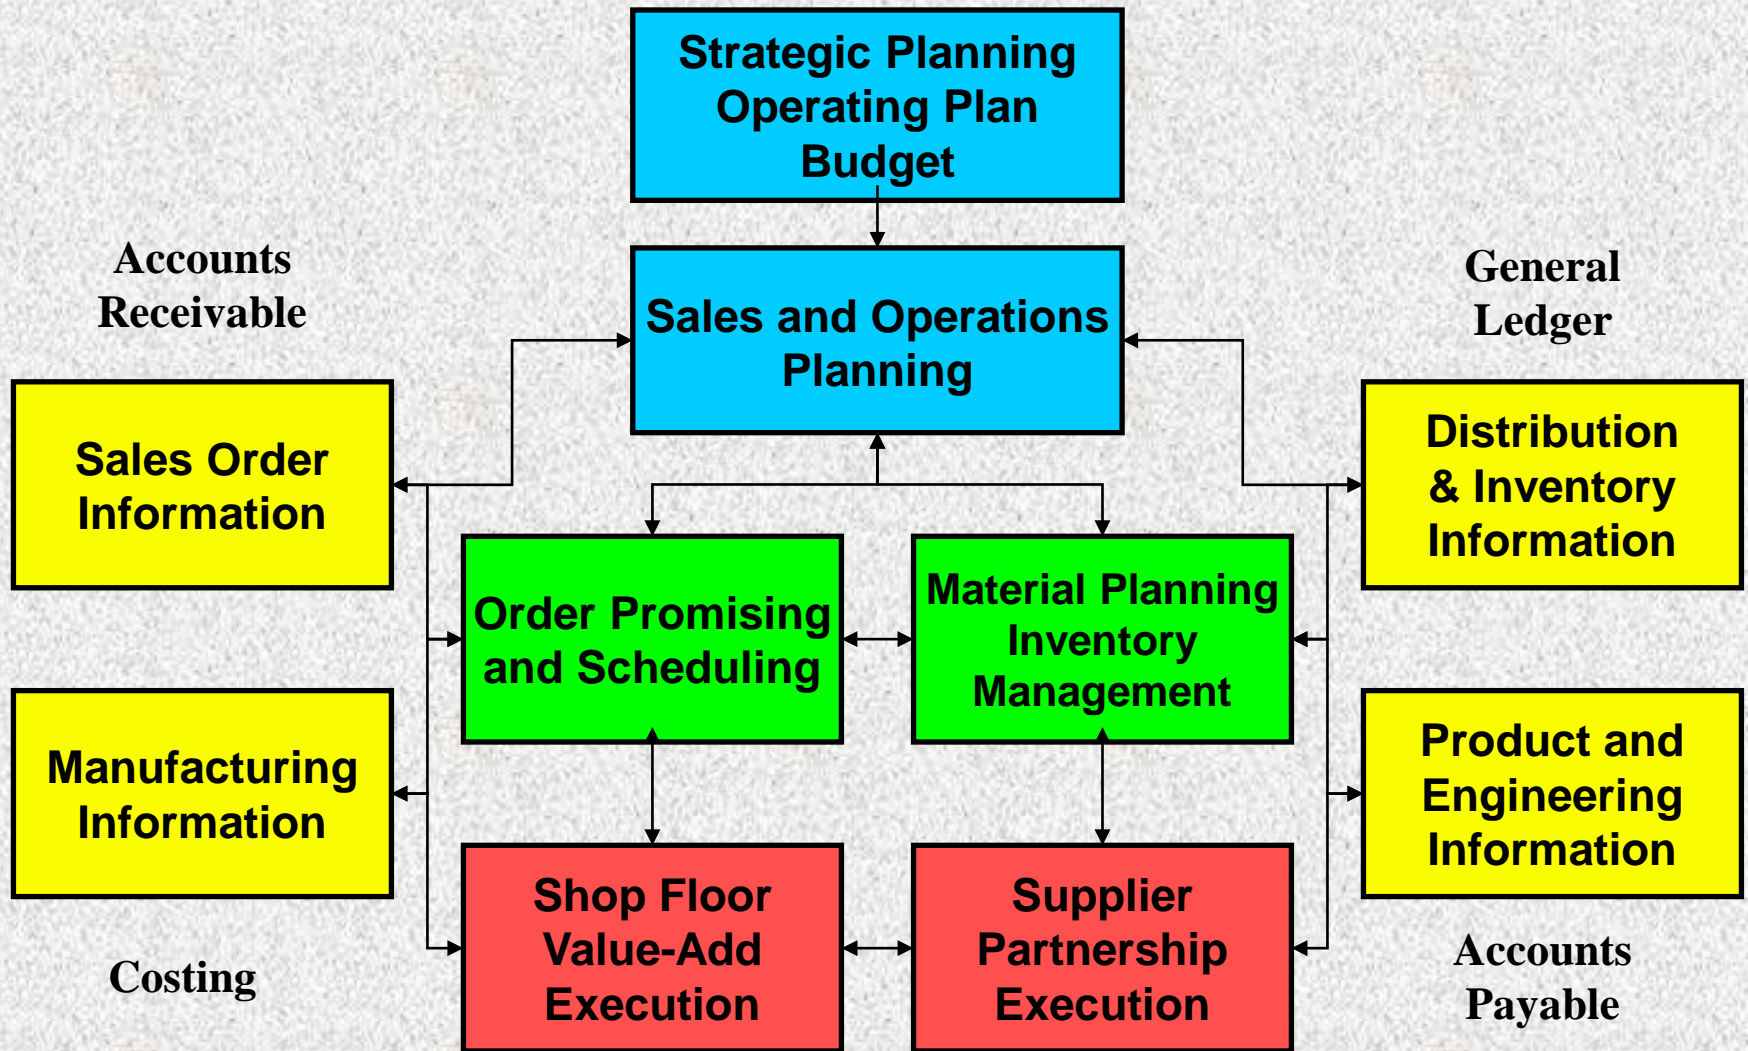 Strategic Planning
Operating Plan
Budget
Accounts
Receivable
General
Ledger
Sales and Operations
Planning
Sales Order
Information
Distribution
& Inventory
Information
Order Promising
and Scheduling
Material Planning
Inventory
Management
Manufacturing
Information
Product and
Engineering
Information
Shop Floor
Value-Add
Execution
Supplier
Partnership
Execution
Costing
Accounts
Payable